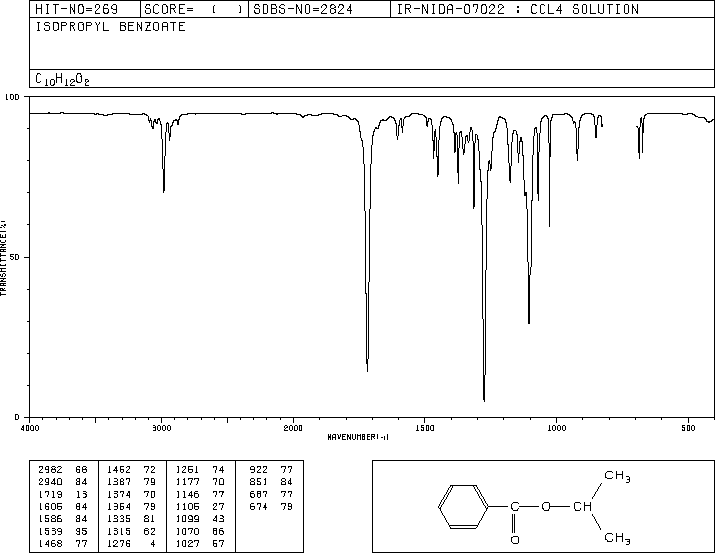 HIT-NO=269 SCORE= ( ) SDBS-NO=2824 IR-NIDA-07022 : CCL4 SOLUTION
ISOPROPYL BENZOATE
C10H12O2
100
50
0
TRANSMITTANCE(%)
4000 3000 2000 1500 1000 500
WAVENUMBER(-1)
2982 66 1452 72 1251 74 922 77
2940 84 1387 79 1177 70 851 84
1719 13 1374 70 1146 77 687 77
1605 84 1354 79 1105 27 674 79
1586 84 1335 81 1099 43
1539 95 1315 62 1070 66
1468 77 1276 4 1027 57
CH3
C O CH
O CH3